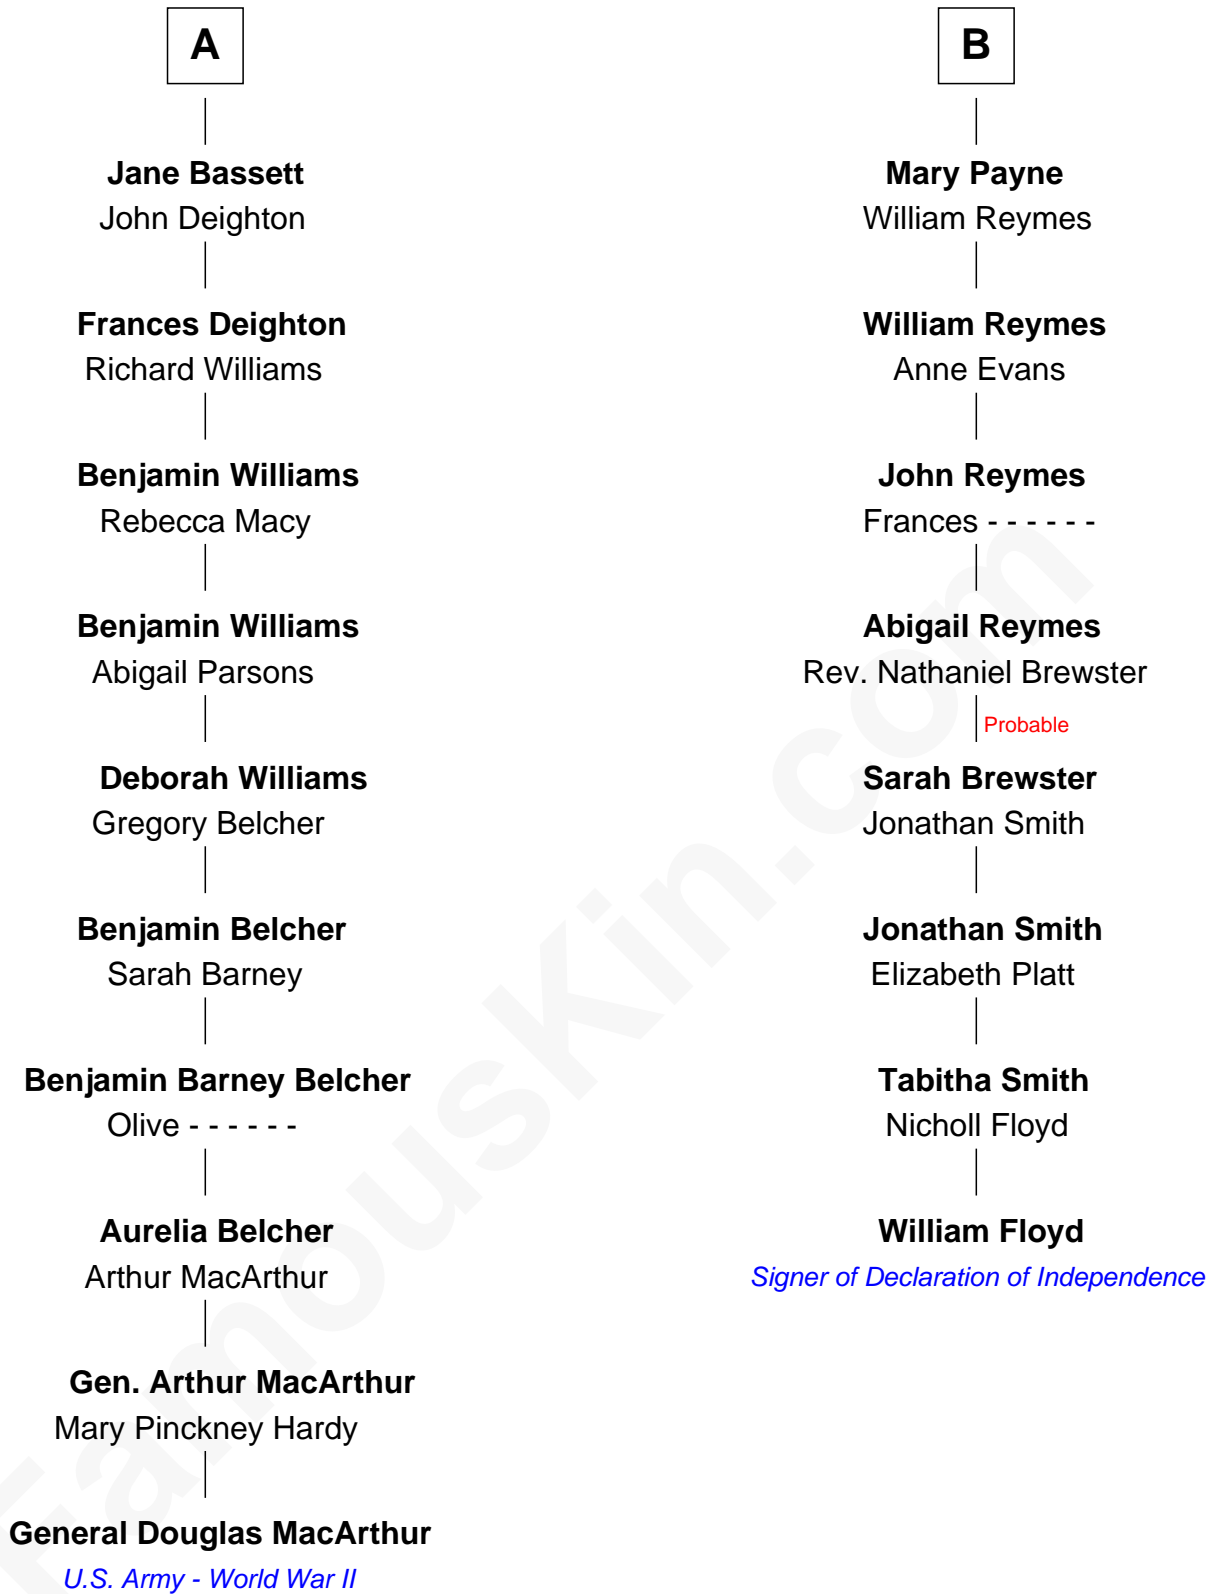 A
Jane Bassett
John Deighton
Frances Deighton
Richard Williams
Benjamin Williams
Rebecca Macy
Benjamin Williams
Abigail Parsons
Deborah Williams
Gregory Belcher
Benjamin Belcher
Sarah Barney
Benjamin Barney Belcher
Olive - - - - - -
Aurelia Belcher
Arthur MacArthur
Gen. Arthur MacArthur
Mary Pinckney Hardy
General Douglas MacArthur
U.S. Army - World War II
B
Mary Payne
William Reymes
William Reymes
Anne Evans
John Reymes
Frances - - - - - -
Abigail Reymes
Rev. Nathaniel Brewster
Probable
Sarah Brewster
Jonathan Smith
Jonathan Smith
Elizabeth Platt
Tabitha Smith
Nicholl Floyd
William Floyd
Signer of Declaration of Independence
FamousKin.com